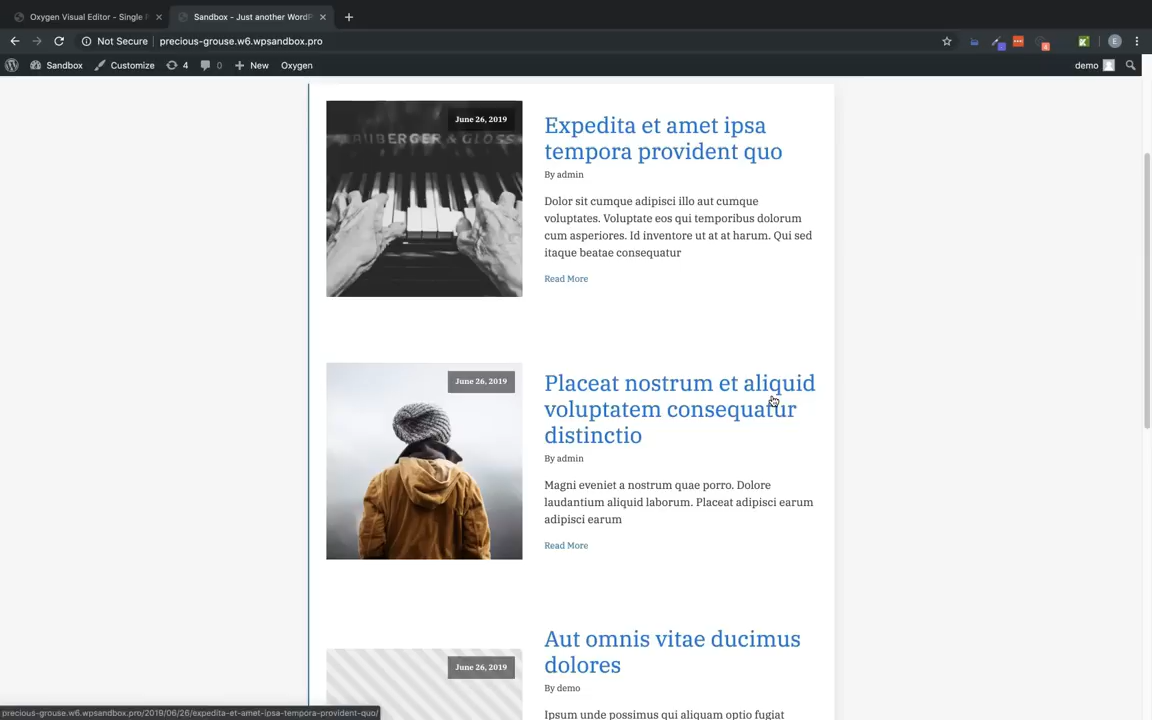 Oxygen Visual Editor - Single P
Sandbox - Just another WordP
Not Secure
precious-grouse.w6.wpsandbox.pro
4
E
Sandbox
Customize
4
0
New
Oxygen
demo
June 26, 2019
Expedita et amet ipsa
tempora provident quo
By admin
Dolor sit cumque adipisci illo aut cumque
voluptates. Voluptate eos qui temporibus dolorum
cum asperiores. Id inventore ut at at harum. Qui sed
itaque beatae consequatur
Read More
June 26, 2019
Placeat nostrum et aliquid
voluptatem consequatur
distinctio
By admin
Magni eveniet a nostrum quae porro. Dolore
laudantium aliquid laborum. Placeat adipisci earum
adipisci earum
Read More
June 26, 2019
Aut omnis vitae ducimus
dolores
By demo
Ipsum unde possimus qui aliquam optio fugiat
precious-grouse.w6.wpsandbox.pro/2019/06/26/expedita-et-amet-ipsa-tempora-provident-quo/